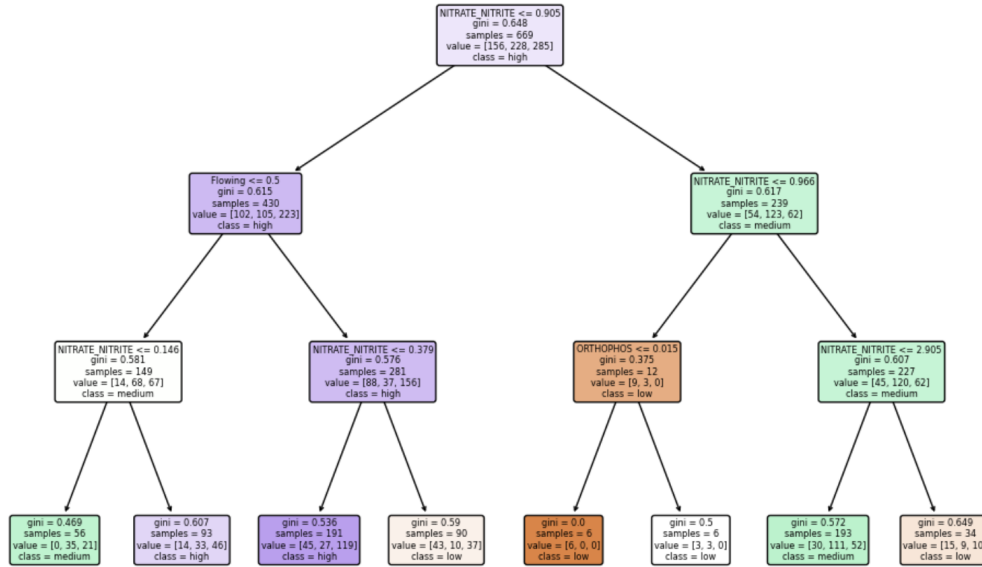 NITRATE_NITRITE <= 0.905
gini = 0.648
samples = 669
value = [156, 228, 285]
class = high
Flowing <= 0.5
gini = 0.615
samples = 430
value = [102, 105, 223]
class = high
NITRATE_NITRITE <= 0.966
gini = 0.617
samples = 239
value = [54, 123, 62]
class = medium
NITRATE_NITRITE <= 0.146
gini = 0.581
samples = 149
value = [14, 68, 67]
class = medium
NITRATE_NITRITE <= 0.379
gini = 0.576
samples = 281
value = [88, 37, 156]
class = high
ORTHOPHOS <= 0.015
gini = 0.375
samples = 12
value = [9, 3, 0]
class = low
NITRATE_NITRITE <= 2.905
gini = 0.607
samples = 227
value = [45, 120, 62]
class = medium
gini = 0.469
samples = 56
value = [0, 35, 21]
class = medium
gini = 0.607
samples = 93
value = [14, 33, 46]
class = high
gini = 0.536
samples = 191
value = [45, 27, 119]
class = high
gini = 0.59
samples = 90
value = [43, 10, 37]
class = low
gini = 0.0
samples = 6
value = [6, 0, 0]
class = low
gini = 0.5
samples = 6
value = [3, 3, 0]
class = low
gini = 0.572
samples = 193
value = [30, 111, 52]
class = medium
gini = 0.649
samples = 34
value = [15, 9, 10
class = low